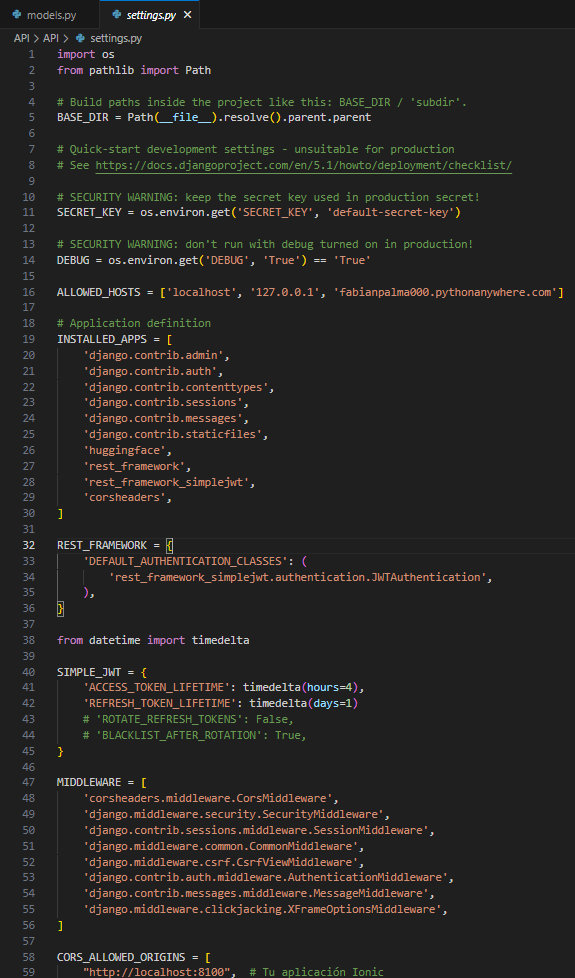 models.py settings.py
API > API > settings.py
1 import os
2 from pathlib import Path
3
4 # Build paths inside the project like this: BASE_DIR / 'subdir'.
5 BASE_DIR = Path(__file__).resolve().parent.parent
6
7 # Quick-start development settings - unsuitable for production
8 # See https://docs.djangoproject.com/en/5.1/howto/deployment/checklist/
9
10 # SECURITY WARNING: keep the secret key used in production secret!
11 SECRET_KEY = os.environ.get('SECRET_KEY', 'default-secret-key')
12
13 # SECURITY WARNING: don't run with debug turned on in production!
14 DEBUG = os.environ.get('DEBUG', 'True') == 'True'
15
16 ALLOWED_HOSTS = ['localhost', '127.0.0.1', 'fabianpalma000.pythonanywhere.com']
17
18 # Application definition
19 INSTALLED_APPS = [
20     'django.contrib.admin',
21     'django.contrib.auth',
22     'django.contrib.contenttypes',
23     'django.contrib.sessions',
24     'django.contrib.messages',
25     'django.contrib.staticfiles',
26     'huggingface',
27     'rest_framework',
28     'rest_framework_simplejwt',
29     'corsheaders',
30 ]
31
32 REST_FRAMEWORK = {
33     'DEFAULT_AUTHENTICATION_CLASSES': (
34         'rest_framework_simplejwt.authentication.JWTAuthentication',
35     ),
36 }
37
38 from datetime import timedelta
39
40 SIMPLE_JWT = {
41     'ACCESS_TOKEN_LIFETIME': timedelta(hours=4),
42     'REFRESH_TOKEN_LIFETIME': timedelta(days=1)
43     # 'ROTATE_REFRESH_TOKENS': False,
44     # 'BLACKLIST_AFTER_ROTATION': True,
45 }
46
47 MIDDLEWARE = [
48     'corsheaders.middleware.CorsMiddleware',
49     'django.middleware.security.SecurityMiddleware',
50     'django.contrib.sessions.middleware.SessionMiddleware',
51     'django.middleware.common.CommonMiddleware',
52     'django.middleware.csrf.CsrfViewMiddleware',
53     'django.contrib.auth.middleware.AuthenticationMiddleware',
54     'django.contrib.messages.middleware.MessageMiddleware',
55     'django.middleware.clickjacking.XFrameOptionsMiddleware',
56 ]
57
58 CORS_ALLOWED_ORIGINS = [
59     "http://localhost:8100",  # Tu aplicación Ionic